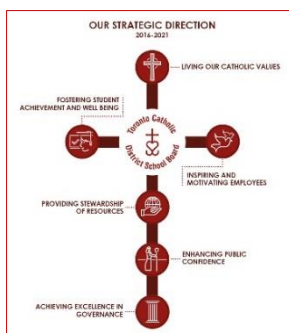 OUR STRATEGIC DIRECTION
2016-2021
LIVING OUR CATHOLIC VALUES
FOSTERING STUDENT
ACHIEVEMENT AND WELL BEING
Toronto Catholic
District School Board
INSPIRING AND
MOTIVATING EMPLOYEES
PROVIDING STEWARDSHIP
OF RESOURCES
ENHANCING PUBLIC
CONFIDENCE
ACHIEVING EXCELLENCE IN
GOVERNANCE